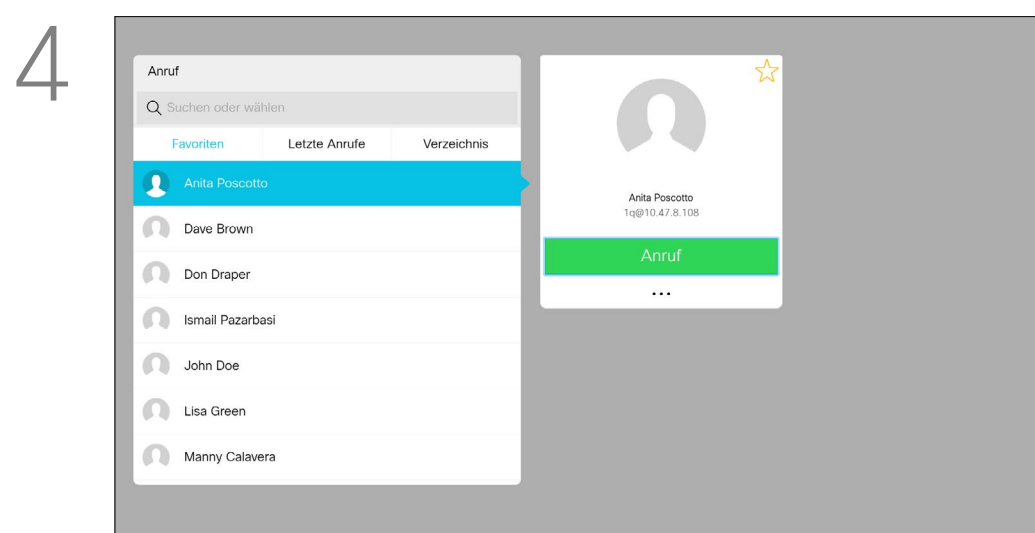 4
Anruf
Suchen oder wählen
Favoriten Letzte Anrufe Verzeichnis
Anita Poscotto
Dave Brown
Don Draper
Ismail Pazarbasi
John Doe
Lisa Green
Manny Calavera
Anita Poscotto
1q@10.47.8.108
Anruf
...